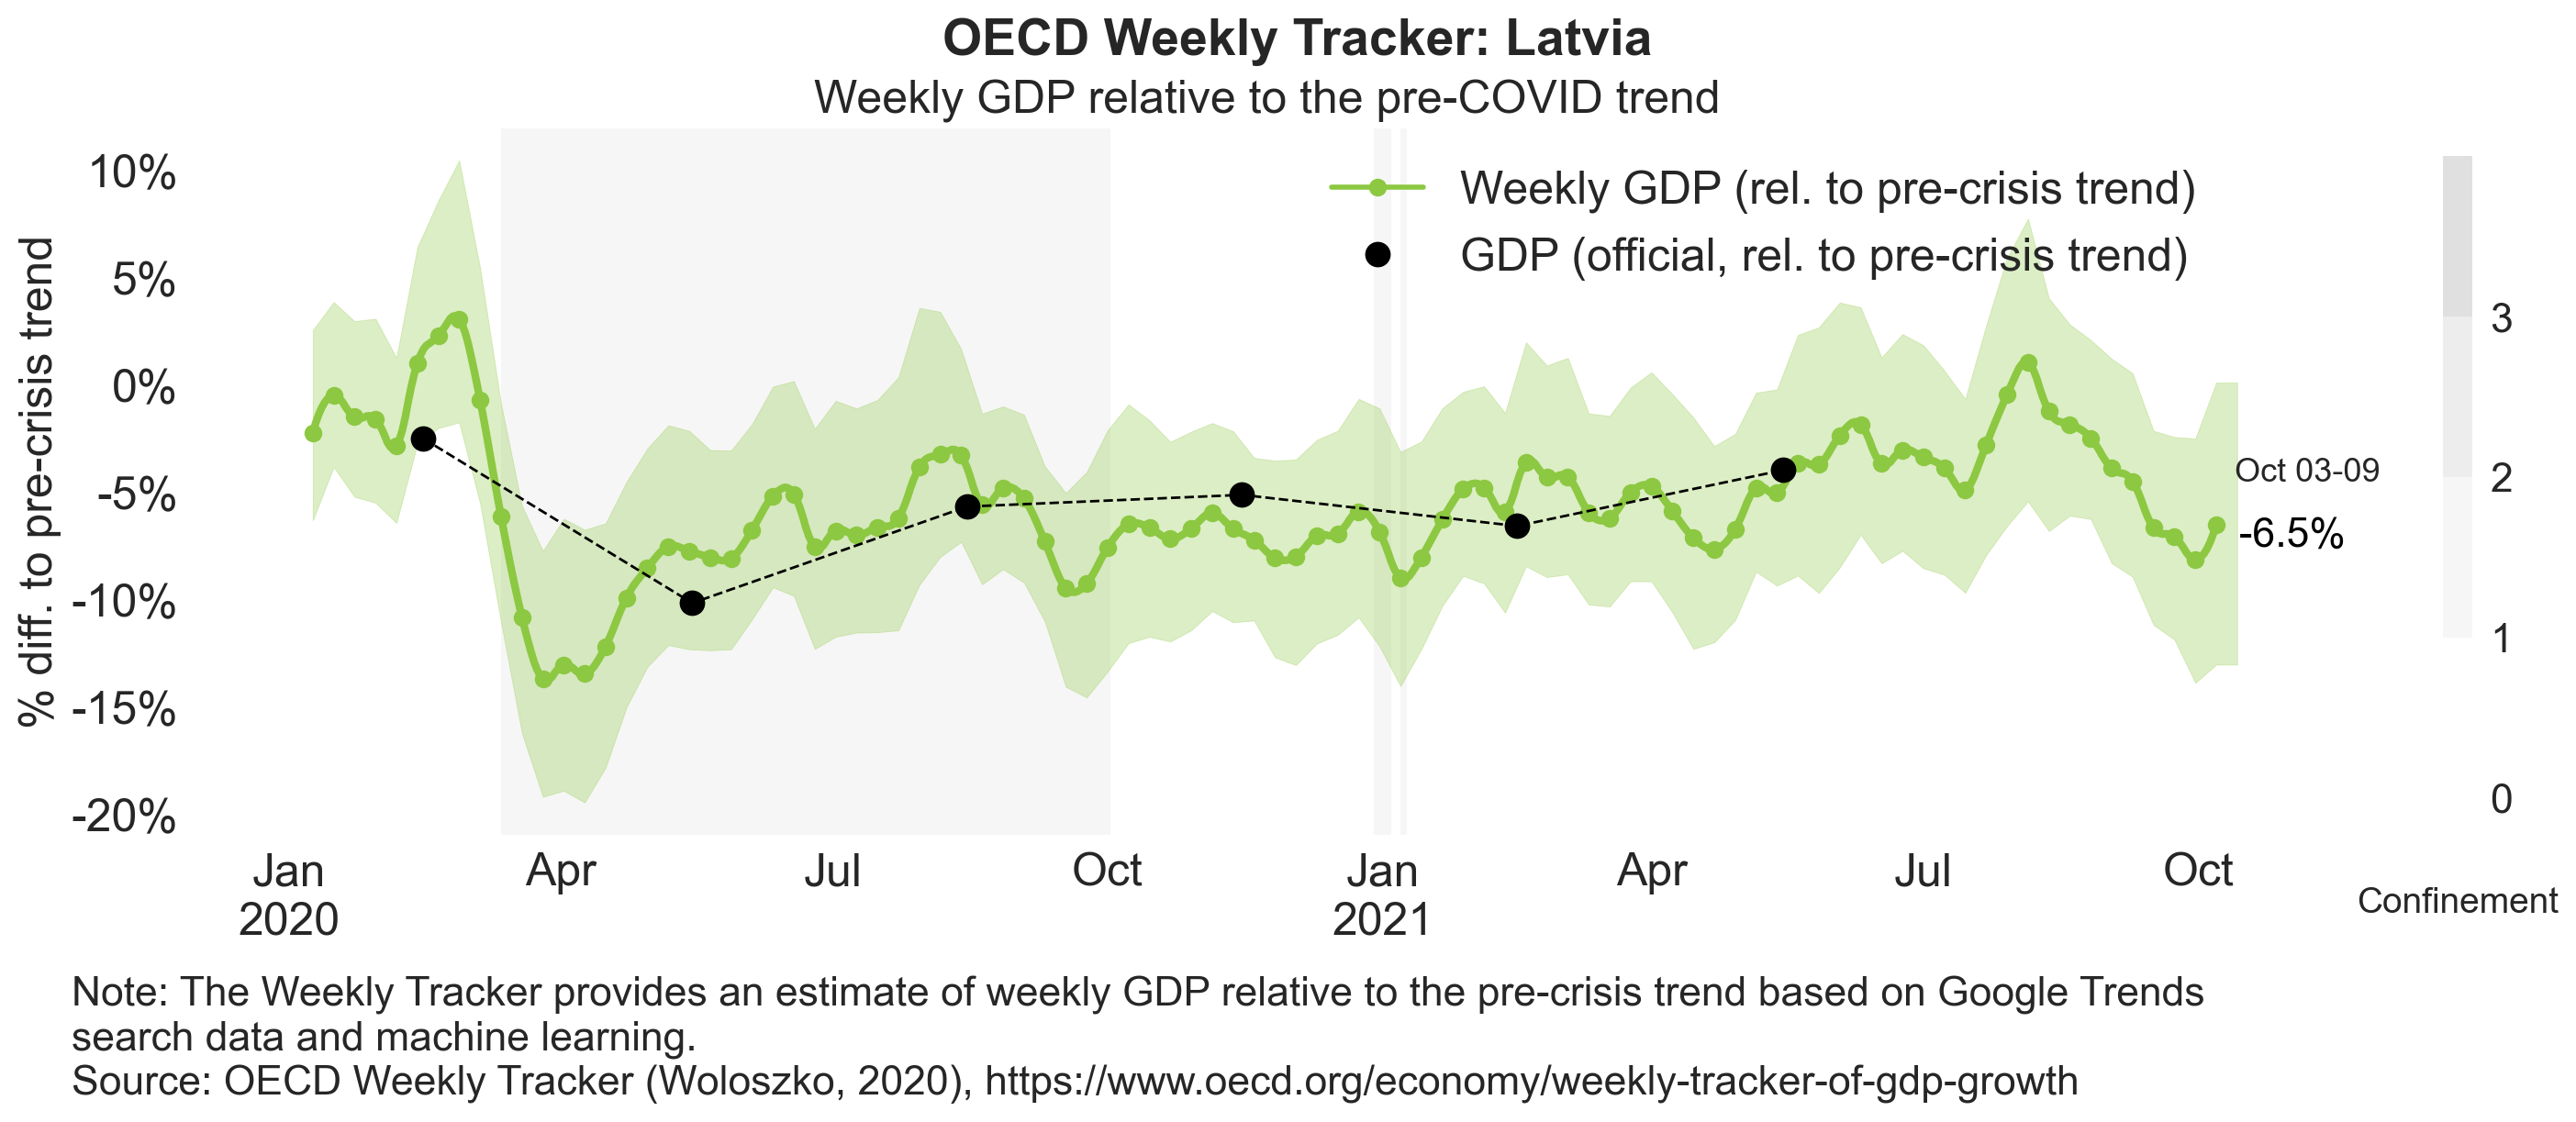 OECD Weekly Tracker: Latvia
Weekly GDP relative to the pre-COVID trend
% diff. to pre-crisis trend
10%
5%
0%
-5%
-10%
-15%
-20%
Weekly GDP (rel. to pre-crisis trend)
GDP (official, rel. to pre-crisis trend)
Oct 03-09
-6.5%
3
2
1
0
Confinement
Jan Apr Jul Oct Jan Apr Jul Oct
2020 2021
Note: The Weekly Tracker provides an estimate of weekly GDP relative to the pre-crisis trend based on Google Trends
search data and machine learning.
Source: OECD Weekly Tracker (Woloszko, 2020), https://www.oecd.org/economy/weekly-tracker-of-gdp-growth